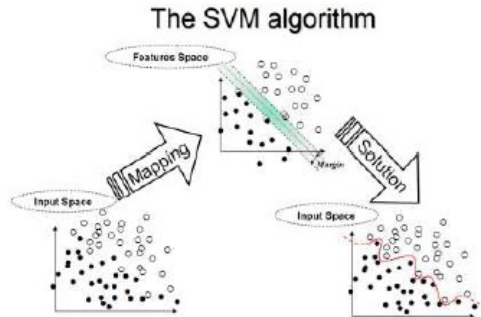 The SVM algorithm
Features Space
Margin
Mapping
Solution
Input Space
Input Space